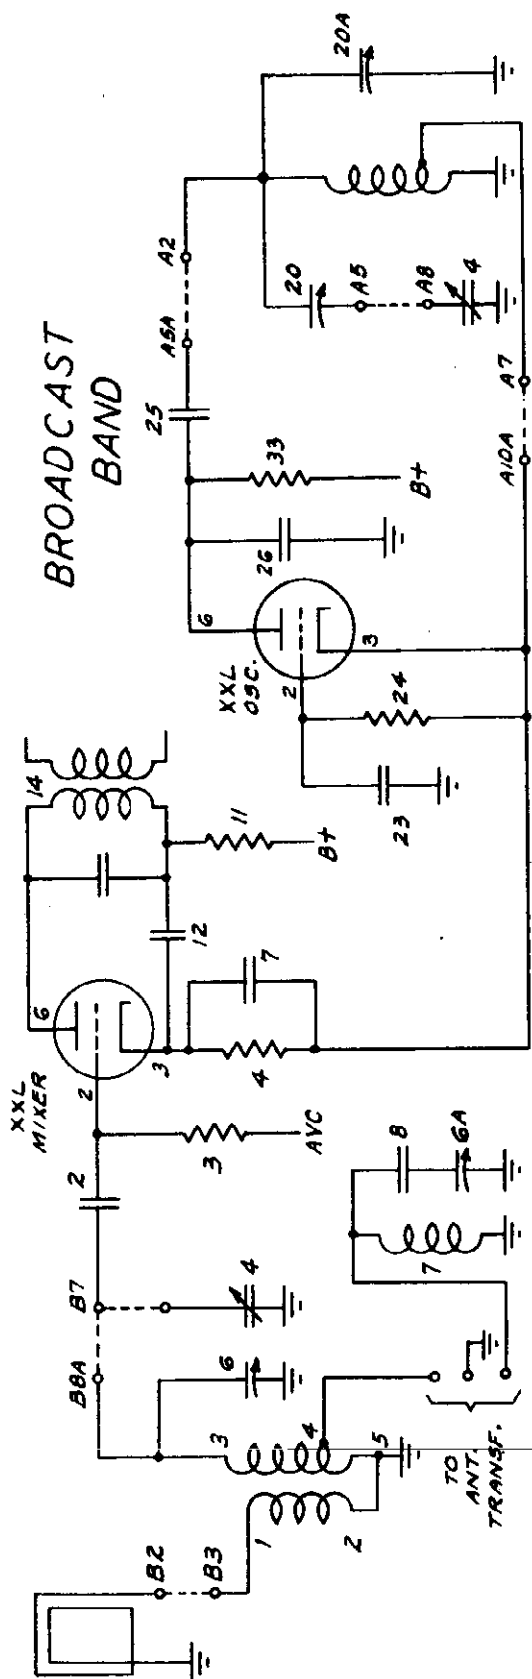 BROADCAST
BAND
XXL
MIXER
6
2
3
14
12
11
B+
7
4
2
3
AVC
B7
B8A
4
6
3
4
5
1
2
B2
B3
TO
ANT.
TRANSF.
7
8
6A
XXL
OSC.
6
2
3
24
23
26
33
B+
25
A5A
A2
20A
20
A5
A8
4
A7
A10A